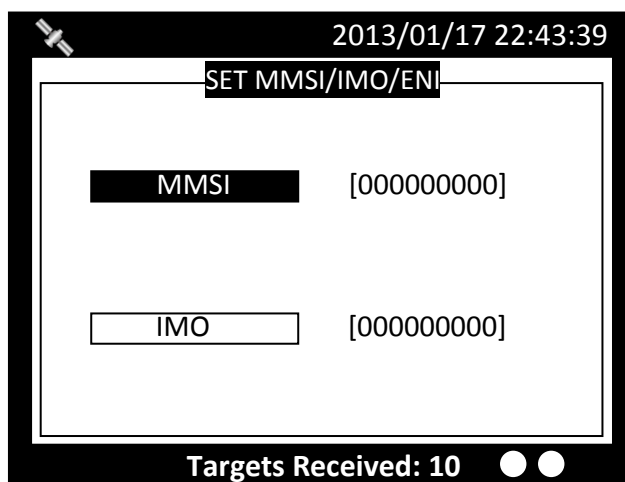 2013/01/17 22:43:39
SET MMSI/IMO/ENI
MMSI [000000000]
IMO [000000000]
Targets Received: 10